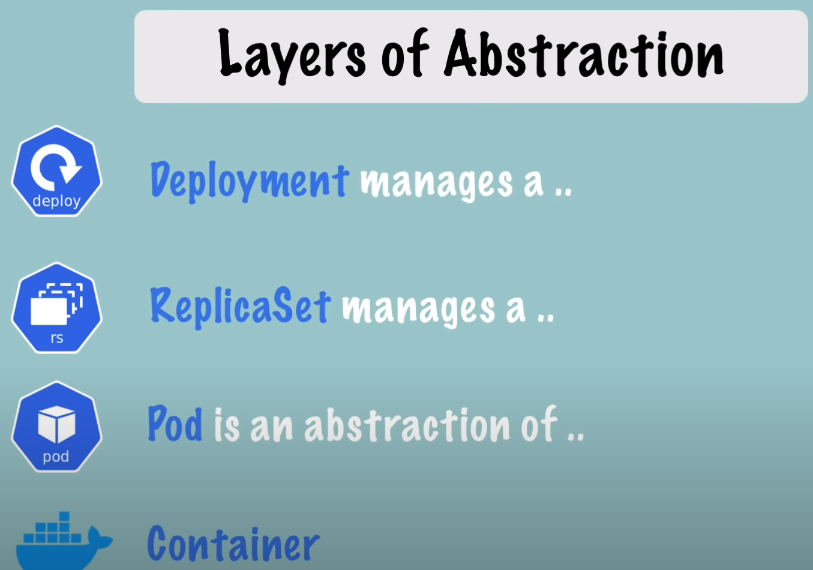 Layers of Abstraction
deploy
Deployment manages a ..
rs
ReplicaSet manages a ..
pod
Pod is an abstraction of ..
Container